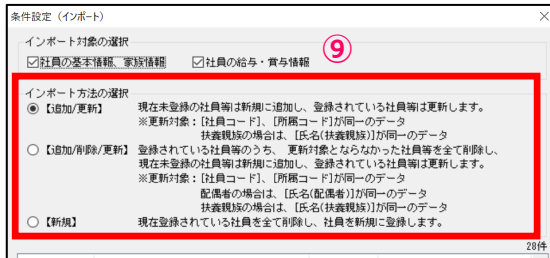 条件設定（インポート）
インポート対象の選択
⑨
☑社員の基本情報、家族情報 ☑社員の給与・賞与情報
インポート方法の選択
【追加/更新】 現在未登録の社員等は新規に追加し、登録されている社員等は更新します。
※更新対象：[社員コード]、[所属コード]が同一のデータ
扶養親族の場合は、[氏名(扶養親族)]が同一のデータ
【追加/削除/更新】 登録されている社員等のうち、更新対象とならなかった社員等を全て削除し、
現在未登録の社員等は新規に追加し、登録されている社員等は更新します。
※更新対象：[社員コード]、[所属コード]が同一のデータ
配偶者の場合は、[氏名(配偶者)]が同一のデータ
扶養親族の場合は、[氏名(扶養親族)]が同一のデータ
【新規】 現在登録されている社員を全て削除し、社員を新規に登録します。
28件